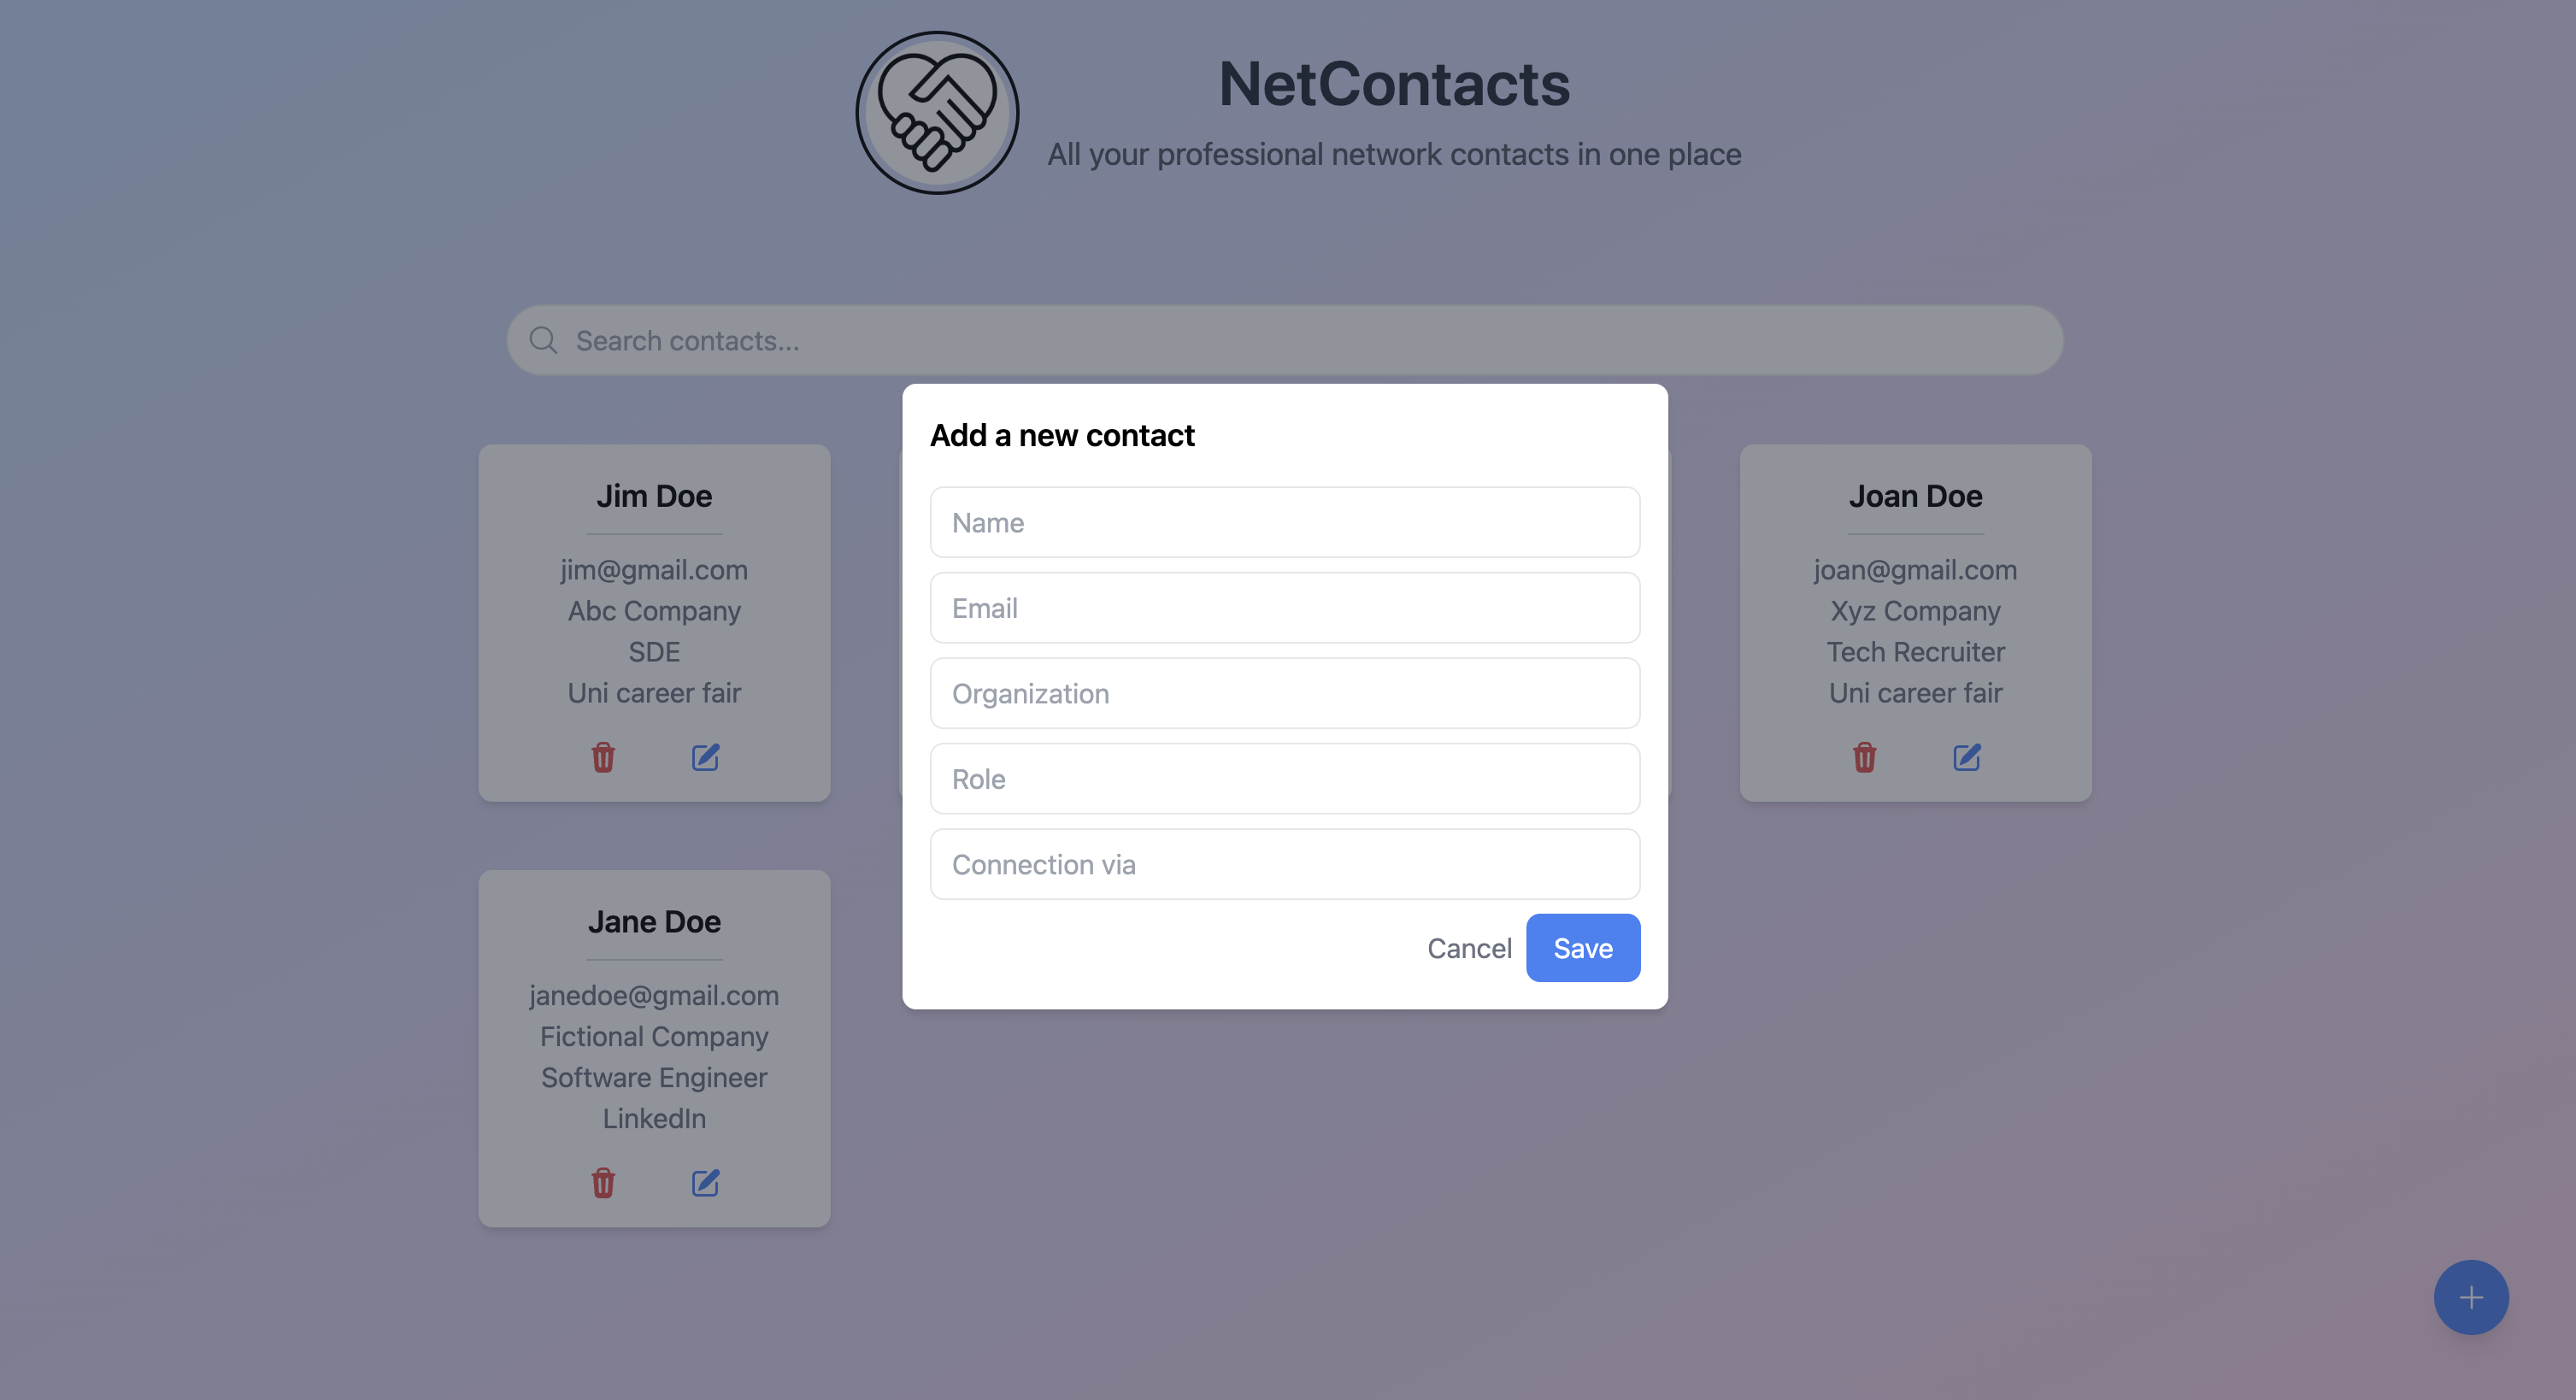 NetContacts
All your professional network contacts in one place
Search contacts...
Add a new contact
Name
Email
Organization
Role
Connection via
Cancel
Save
Jim Doe
jim@gmail.com
Abc Company
SDE
Uni career fair
Joan Doe
joan@gmail.com
Xyz Company
Tech Recruiter
Uni career fair
Jane Doe
janedoe@gmail.com
Fictional Company
Software Engineer
LinkedIn